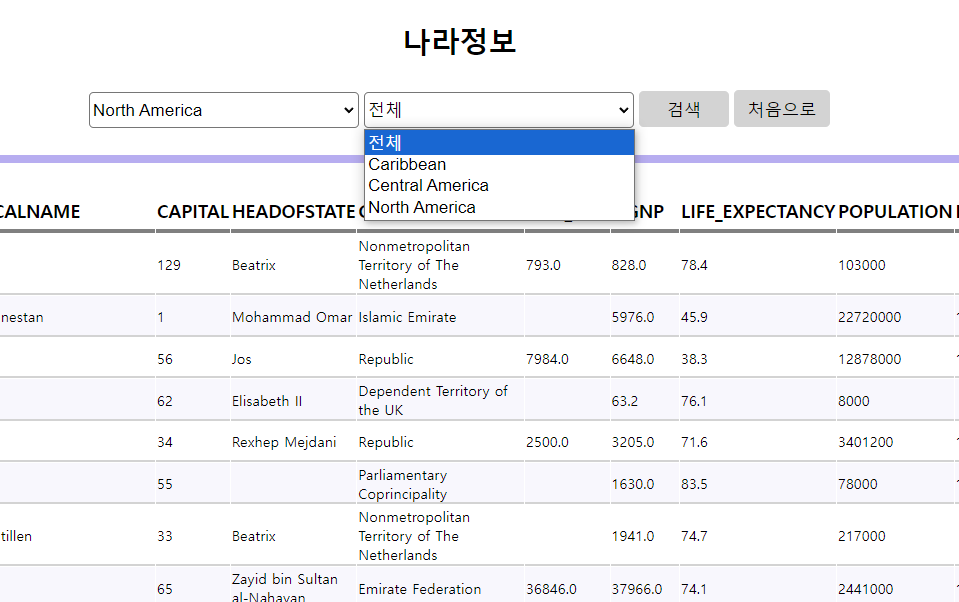 나라정보
North America 전체 검색 처음으로
전체
Caribbean
Central America
North America
CALNAME CAPITAL HEADOFSTATE GNP LIFE_EXPECTANCY POPULATION
129 Beatrix Nonmetropolitan Territory of The Netherlands 793.0 828.0 78.4 103000
nestan 1 Mohammad Omar Islamic Emirate 5976.0 45.9 22720000
56 Jos Republic 7984.0 6648.0 38.3 12878000
62 Elisabeth II Dependent Territory of the UK 63.2 76.1 8000
34 Rexhep Mejdani Republic 2500.0 3205.0 71.6 3401200
55 Parliamentary Coprincipality 1630.0 83.5 78000
tillen 33 Beatrix Nonmetropolitan Territory of The Netherlands 1941.0 74.7 217000
65 Zayid bin Sultan al-Nahayan Emirate Federation 36846.0 37966.0 74.1 2441000